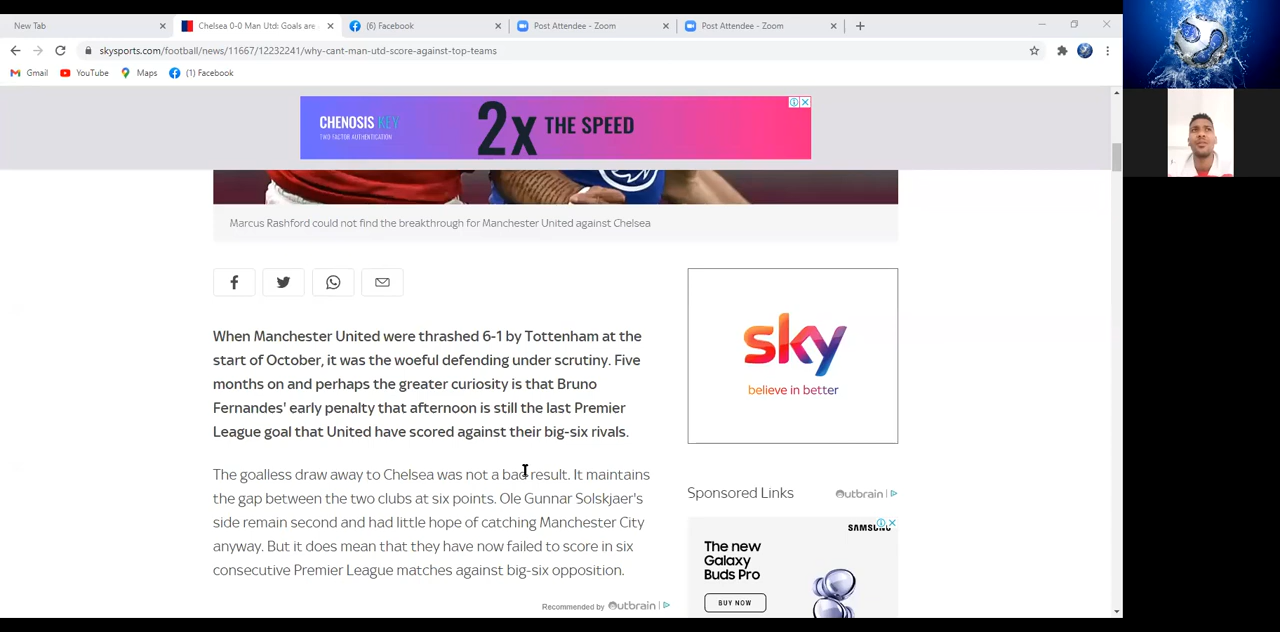 New Tab
Chelsea 0-0 Man Utd: Goals are
(6) Facebook
Post Attendee - Zoom
Post Attendee - Zoom
skysports.com/football/news/11667/12232241/why-cant-man-utd-score-against-top-teams
Gmail
YouTube
Maps
(1) Facebook
CHENOSIS KEY
TWO FACTOR AUTHENTICATION
2x THE SPEED
Marcus Rashford could not find the breakthrough for Manchester United against Chelsea
When Manchester United were thrashed 6-1 by Tottenham at the
start of October, it was the woeful defending under scrutiny. Five
months on and perhaps the greater curiosity is that Bruno
Fernandes' early penalty that afternoon is still the last Premier
League goal that United have scored against their big-six rivals.
The goalless draw away to Chelsea was not a bad result. It maintains
the gap between the two clubs at six points. Ole Gunnar Solskjaer's
side remain second and had little hope of catching Manchester City
anyway. But it does mean that they have now failed to score in six
consecutive Premier League matches against big-six opposition.
Recommended by Outbrain
sky
believe in better
Sponsored Links
Outbrain
SAMSUNG
The new
Galaxy
Buds Pro
BUY NOW